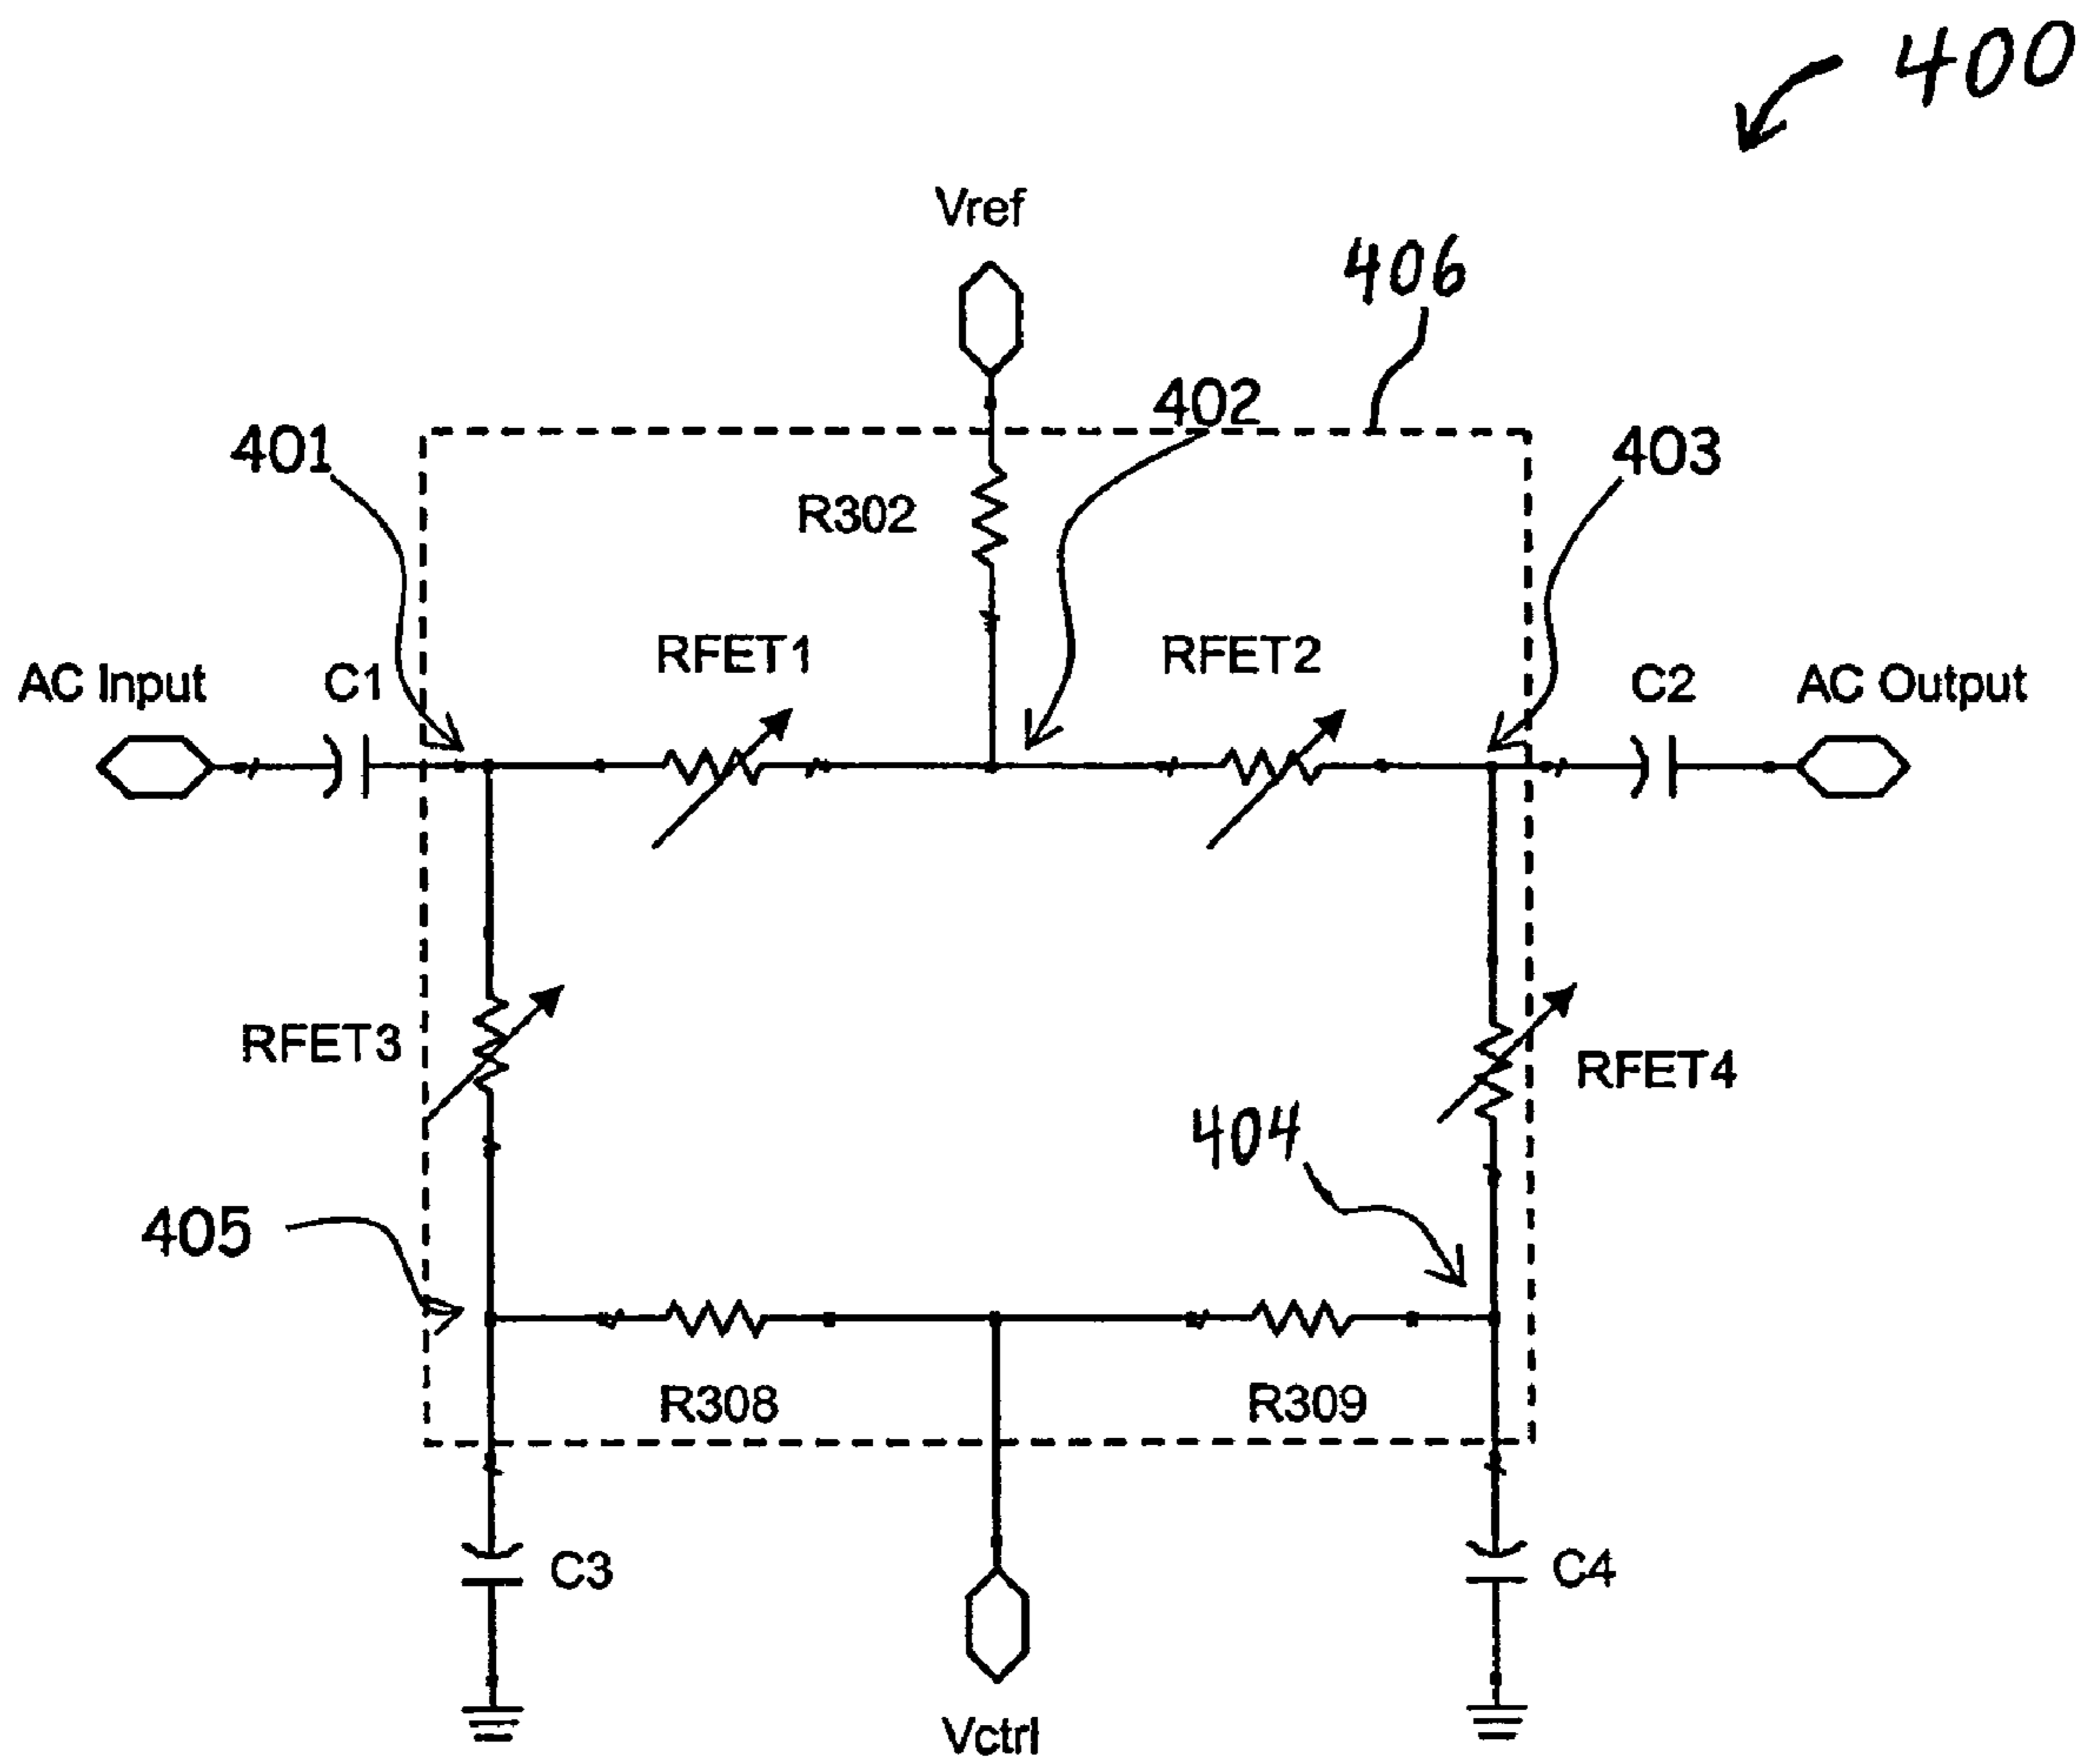 400
Vref
406
402
401
403
R302
RFET1
RFET2
AC Input
C1
C2
AC Output
RFET3
RFET4
404
405
R308
R309
C3
C4
Vctrl